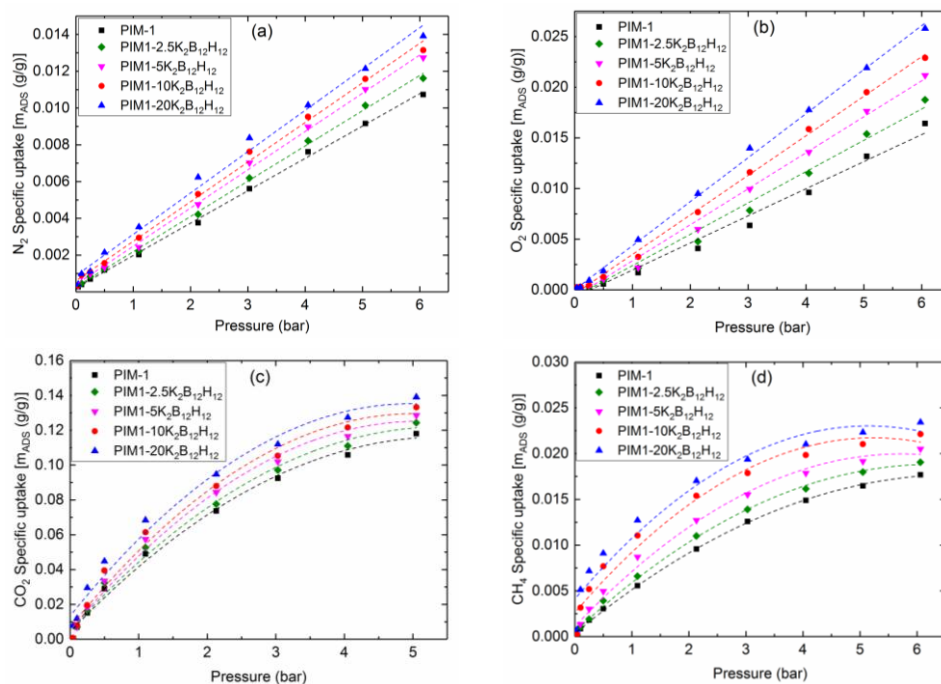 (a)
PIM-1
PIM1-2.5K₂B₁₂H₁₂
PIM1-5K₂B₁₂H₁₂
PIM1-10K₂B₁₂H₁₂
PIM1-20K₂B₁₂H₁₂
N₂ Specific uptake [m_ADS (g/g)]
0.014
0.012
0.010
0.008
0.006
0.004
0.002
0 1 2 3 4 5 6 7
Pressure (bar)
(b)
PIM-1
PIM1-2.5K₂B₁₂H₁₂
PIM1-5K₂B₁₂H₁₂
PIM1-10K₂B₁₂H₁₂
PIM1-20K₂B₁₂H₁₂
O₂ Specific uptake [m_ADS (g/g)]
0.025
0.020
0.015
0.010
0.005
0.000
0 1 2 3 4 5 6
Pressure (bar)
(c)
PIM-1
PIM1-2.5K₂B₁₂H₁₂
PIM1-5K₂B₁₂H₁₂
PIM1-10K₂B₁₂H₁₂
PIM1-20K₂B₁₂H₁₂
CO₂ Specific uptake [m_ADS (g/g)]
0.16
0.14
0.12
0.10
0.08
0.06
0.04
0.02
0.00
0 1 2 3 4 5
Pressure (bar)
(d)
PIM-1
PIM1-2.5K₂B₁₂H₁₂
PIM1-5K₂B₁₂H₁₂
PIM1-10K₂B₁₂H₁₂
PIM1-20K₂B₁₂H₁₂
CH₄ Specific uptake [m_ADS (g/g)]
0.030
0.025
0.020
0.015
0.010
0.005
0.000
0 1 2 3 4 5 6
Pressure (bar)